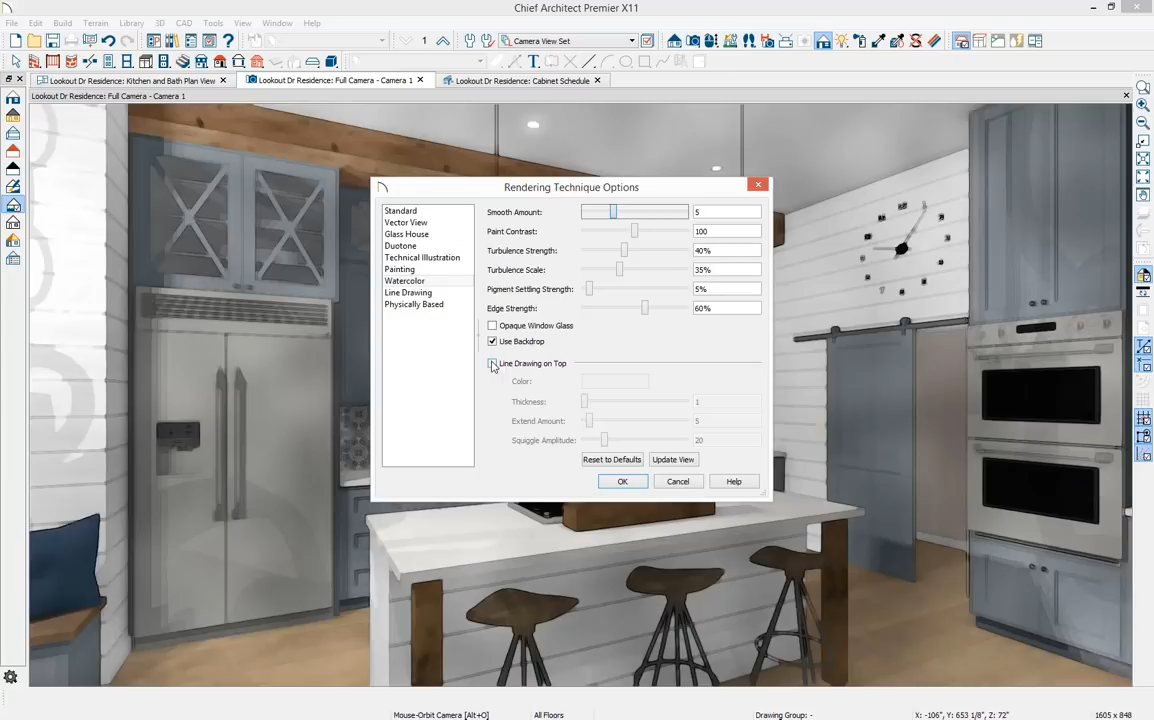 Chief Architect Premier X11
File Edit Build Terrain Library 3D CAD Tools View Window Help
1 Camera View Set
Lookout Dr Residence: Kitchen and Bath Plan View Lookout Dr Residence: Full Camera - Camera 1 Lookout Dr Residence: Cabinet Schedule
Lookout Dr Residence: Full Camera - Camera 1
Rendering Technique Options
Standard
Vector View
Glass House
Duotone
Technical Illustration
Painting
Watercolor
Line Drawing
Physically Based
Smooth Amount: 5
Paint Contrast: 100
Turbulence Strength: 40%
Turbulence Scale: 35%
Pigment Settling Strength: 5%
Edge Strength: 60%
Opaque Window Glass
Use Backdrop
Line Drawing on Top
Color:
Thickness: 1
Extend Amount: 5
Squiggle Amplitude: 20
Reset to Defaults Update View
OK Cancel Help
Mouse-Orbit Camera [Alt+O] All Floors Drawing Group: - X: -106", Y: 653 1/8", Z: 72" 1605 x 848